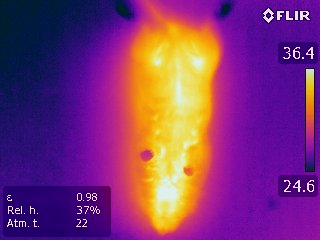 FLIR
36.4
24.6
ε 0.98
Rel. h. 37%
Atm. t. 22